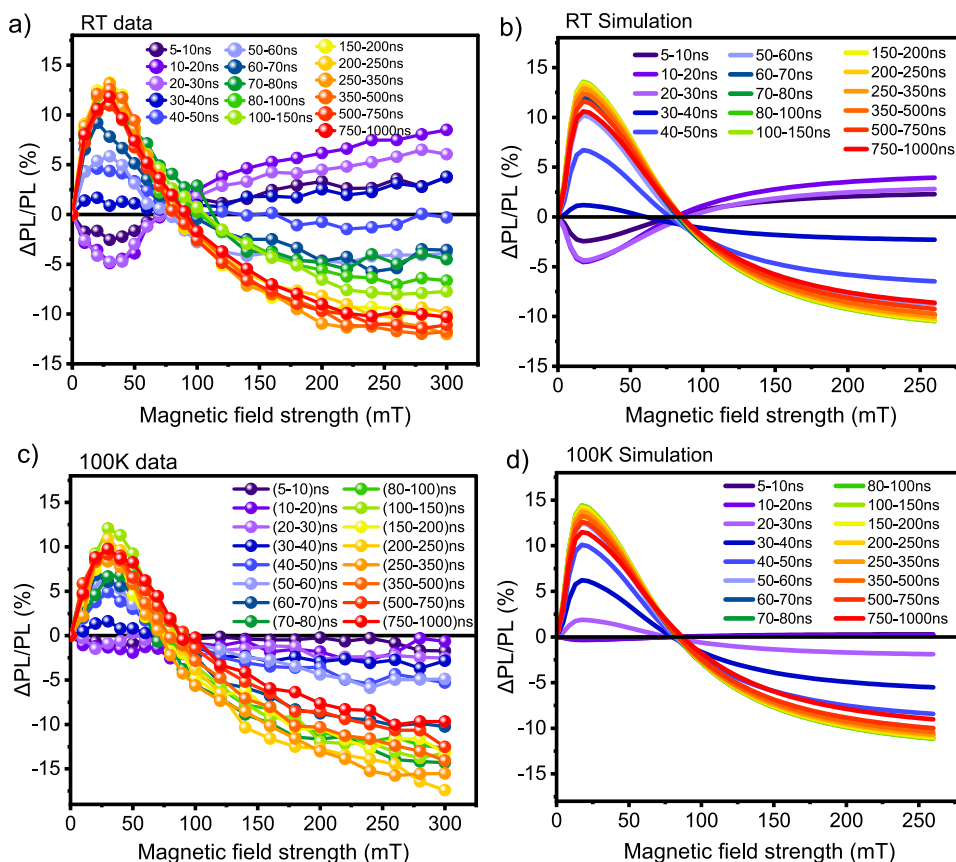 a)
RT data
5-10ns
10-20ns
20-30ns
30-40ns
40-50ns
50-60ns
60-70ns
70-80ns
80-100ns
100-150ns
150-200ns
200-250ns
250-350ns
350-500ns
500-750ns
750-1000ns
ΔPL/PL (%)
15
10
5
0
-5
-10
-15
0 50 100 150 200 250 300
Magnetic field strength (mT)
b)
RT Simulation
5-10ns
10-20ns
20-30ns
30-40ns
40-50ns
50-60ns
60-70ns
70-80ns
80-100ns
100-150ns
150-200ns
200-250ns
250-350ns
350-500ns
500-750ns
750-1000ns
ΔPL/PL (%)
15
10
5
0
-5
-10
-15
0 50 100 150 200 250
Magnetic field strength (mT)
c)
100K data
(5-10)ns
(10-20)ns
(20-30)ns
(30-40)ns
(40-50)ns
(50-60)ns
(60-70)ns
(70-80)ns
(80-100)ns
(100-150)ns
(150-200)ns
(200-250)ns
(250-350)ns
(350-500)ns
(500-750)ns
(750-1000)ns
ΔPL/PL (%)
15
10
5
0
-5
-10
-15
0 50 100 150 200 250 300
Magnetic field strength (mT)
d)
100K Simulation
5-10ns
10-20ns
20-30ns
30-40ns
40-50ns
50-60ns
60-70ns
70-80ns
80-100ns
100-150ns
150-200ns
200-250ns
250-350ns
350-500ns
500-750ns
750-1000ns
ΔPL/PL (%)
15
10
5
0
-5
-10
-15
0 50 100 150 200 250
Magnetic field strength (mT)